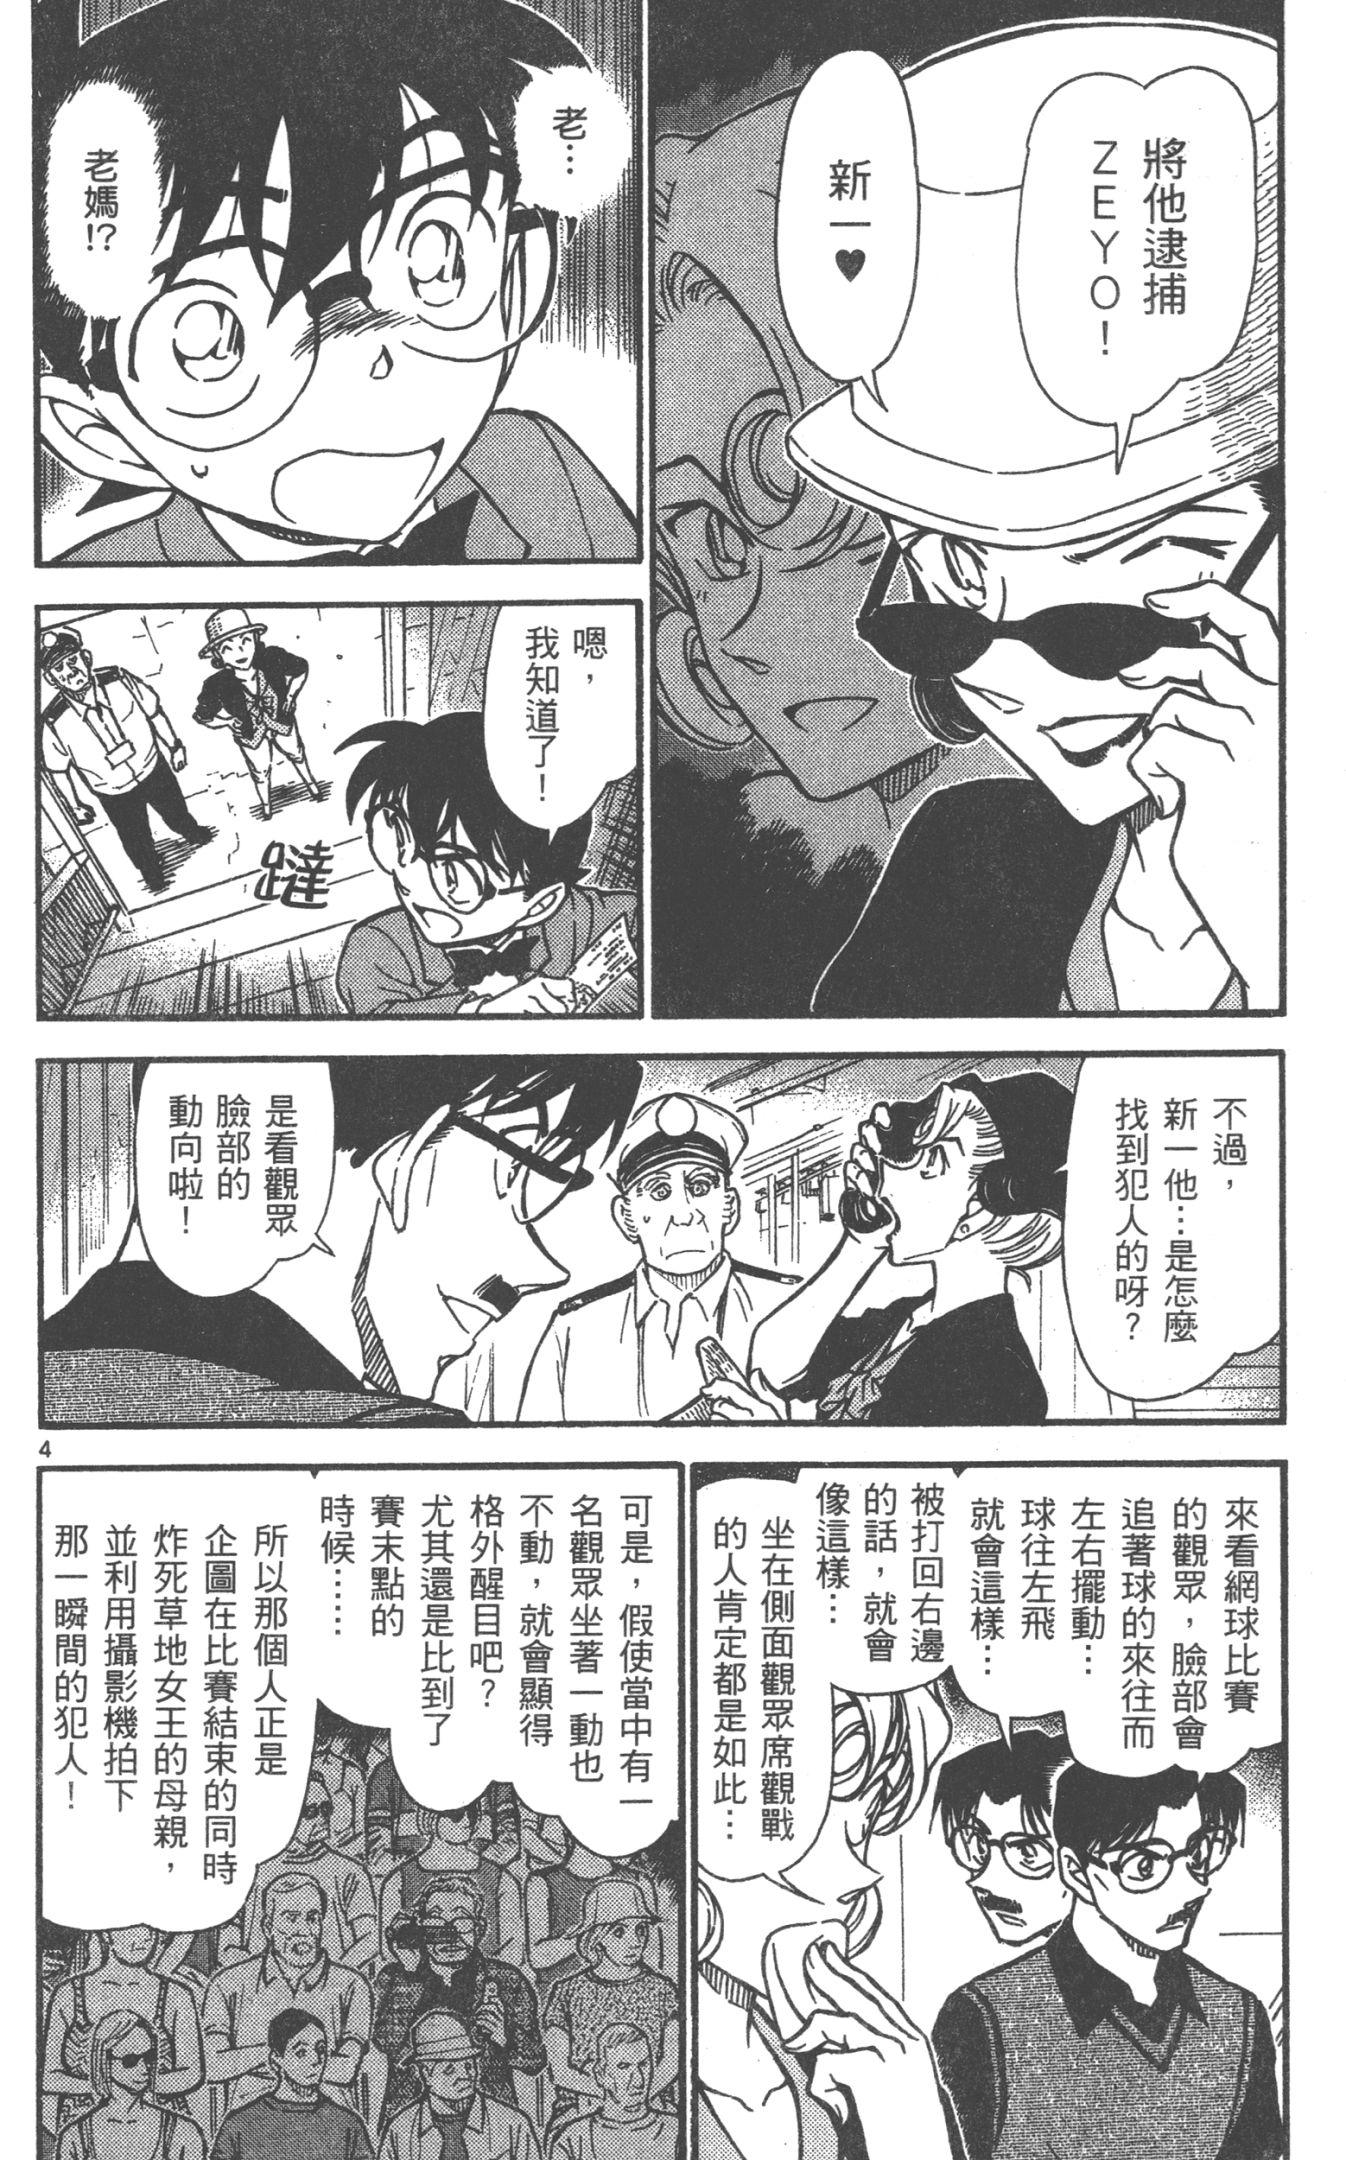 將他逮捕
ZEYO！
新一♥
老…
老媽!?
嗯，
我知道了！
躂
不過，
新一他…是怎麼
找到犯人的呀？
是看觀眾
臉部的
動向啦！
來看網球比賽
的觀眾，臉部會
追著球的來往而
左右擺動…
球往左飛
就會這樣…
被打回右邊
的話，就會
像這樣…
坐在側面觀眾席觀戰
的人肯定都是如此…
可是，假使當中有一
名觀眾坐著一動也
不動，就會顯得
格外醒目吧？
尤其還是比到了
賽末點的
時候……
所以那個人正是
企圖在比賽結束的同時
炸死草地女王的母親，
並利用攝影機拍下
那一瞬間的犯人！
4